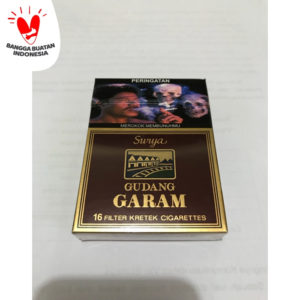 BANGGA BUATAN
INDONESIA
PERINGATAN
MEROKOK MEMBUNUHMU
Surya
GUDANG
GARAM
16 FILTER KRETEK CIGARETTES